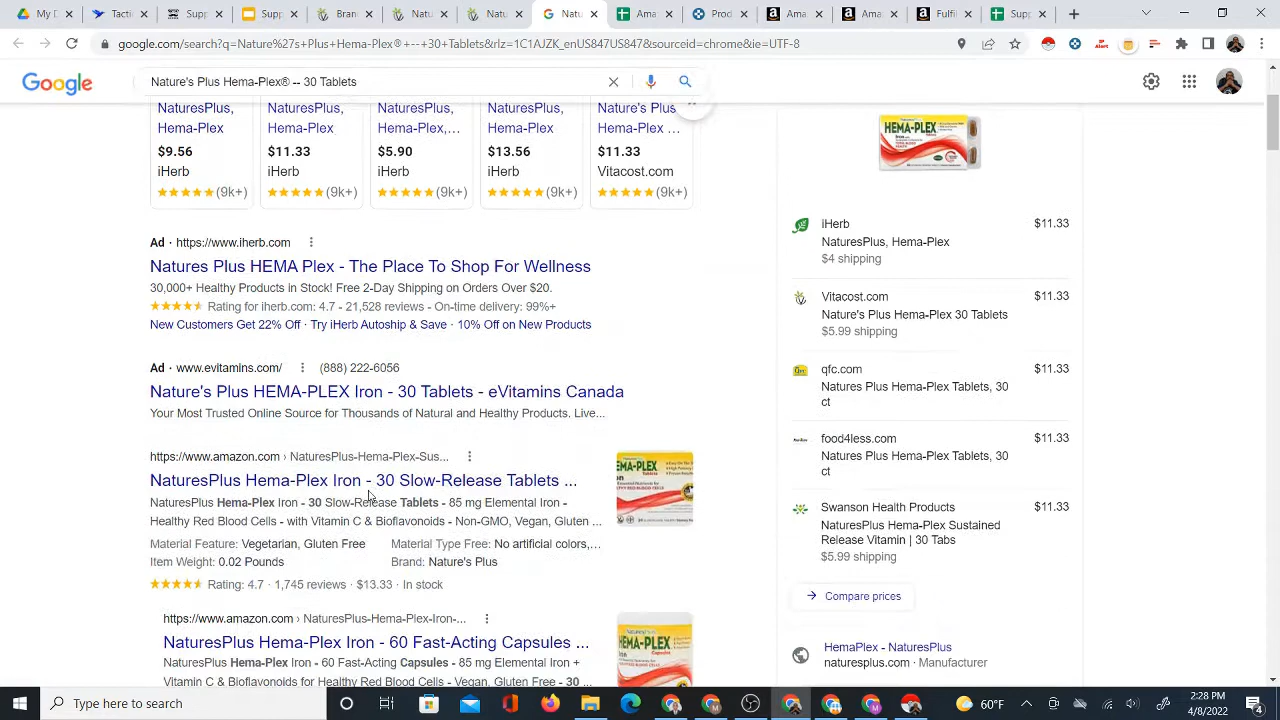 My D
Tactic
Supp
Brow
Natu
Natu
Natu
Ama
Prod
Ama
Ama
Fulfi
Supp
google.com/search?q=Nature%27s+Plus+Hema-Plex®+--+30+Tablets&rlz=1C1AJZK_enUS847US847&sourceid=chrome&ie=UTF-8
Google
Nature's Plus Hema-Plex® -- 30 Tablets
NaturesPlus, Hema-Plex
$9.56
iHerb
(9k+)
NaturesPlus, Hema-Plex
$11.33
iHerb
(9k+)
NaturesPlus, Hema-Plex,...
$5.90
iHerb
(9k+)
NaturesPlus, Hema-Plex
$13.56
iHerb
(9k+)
Nature's Plus Hema-Plex ...
$11.33
Vitacost.com
(9k+)
Ad · https://www.iherb.com
Natures Plus HEMA Plex - The Place To Shop For Wellness
30,000+ Healthy Products in Stock! Free 2-Day Shipping on Orders Over $20.
Rating for iherb.com: 4.7 - 21,528 reviews - On-time delivery: 99%+
New Customers Get 22% Off · Try iHerb Autoship & Save · 10% Off on New Products
Ad · www.evitamins.com/ (888) 222-6056
Nature's Plus HEMA-PLEX Iron - 30 Tablets - eVitamins Canada
Your Most Trusted Online Source for Thousands of Natural and Healthy Products. Live...
https://www.amazon.com › NaturesPlus-Hema-Plex-Sus...
NaturesPlus Hema-Plex Iron - 30 Slow-Release Tablets ...
NaturesPlus Hema-Plex Iron - 30 Slow-Release Tablets - 85 mg Elemental Iron -
Healthy Red Blood Cells - with Vitamin C & Bioflavonoids - Non-GMO, Vegan, Gluten ...
Material Feature: Vegetarian, Gluten Free Material Type Free: No artificial colors,...
Item Weight: 0.02 Pounds Brand: Nature's Plus
Rating: 4.7 · 1,745 reviews · $13.33 · In stock
https://www.amazon.com › NaturesPlus-Hema-Plex-Iron-...
NaturesPlus Hema-Plex Iron - 60 Fast-Acting Capsules ...
NaturesPlus Hema-Plex Iron - 60 Fast-Acting Capsules - 85 mg Elemental Iron +
Vitamin C & Bioflavonoids for Healthy Red Blood Cells - Vegan, Gluten Free - 30 ...
EMA-PLEX
HEMA-PLEX
HEMA-PLEX
Iron
iHerb $11.33
NaturesPlus, Hema-Plex
$4 shipping
Vitacost.com $11.33
Nature's Plus Hema-Plex 30 Tablets
$5.99 shipping
qfc.com $11.33
Natures Plus Hema-Plex Tablets, 30
ct
food4less.com $11.33
Natures Plus Hema-Plex Tablets, 30
ct
Swanson Health Products $11.33
NaturesPlus Hema-Plex Sustained
Release Vitamin | 30 Tabs
$5.99 shipping
Compare prices
HemaPlex - NaturesPlus
naturesplus.com · Manufacturer
Type here to search
60°F
2:28 PM
4/8/2022